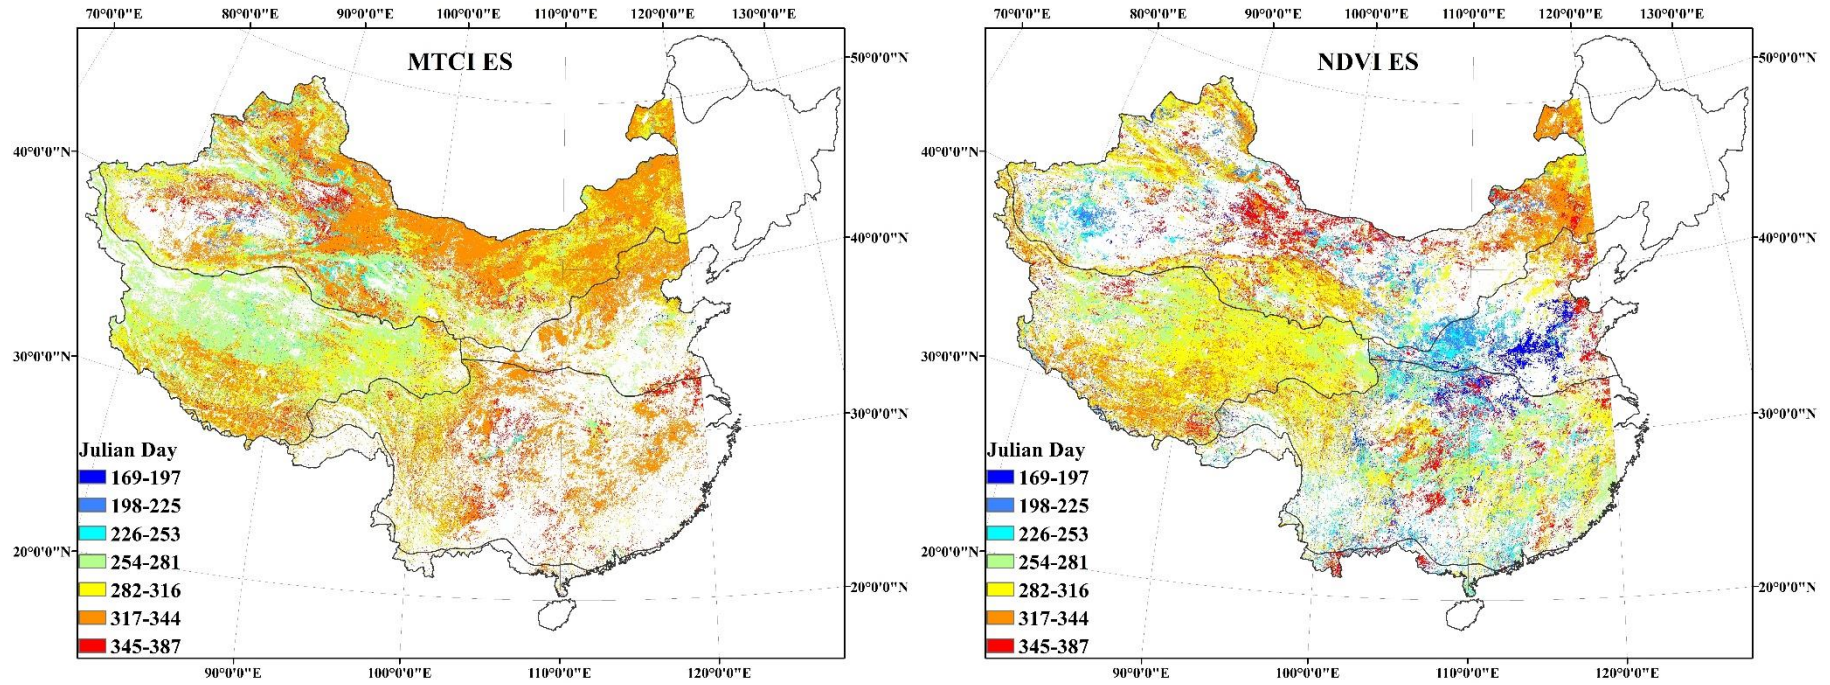 70°0'0"E 80°0'0"E 90°0'0"E 100°0'0"E 110°0'0"E 120°0'0"E 130°0'0"E
MTCI ES
50°0'0"N
40°0'0"N
40°0'0"N
30°0'0"N
30°0'0"N
20°0'0"N
20°0'0"N
Julian Day
169-197
198-225
226-253
254-281
282-316
317-344
345-387
90°0'0"E 100°0'0"E 110°0'0"E 120°0'0"E
70°0'0"E 80°0'0"E 90°0'0"E 100°0'0"E 110°0'0"E 120°0'0"E 130°0'0"E
NDVI ES
50°0'0"N
40°0'0"N
40°0'0"N
30°0'0"N
30°0'0"N
20°0'0"N
20°0'0"N
Julian Day
169-197
198-225
226-253
254-281
282-316
317-344
345-387
90°0'0"E 100°0'0"E 110°0'0"E 120°0'0"E